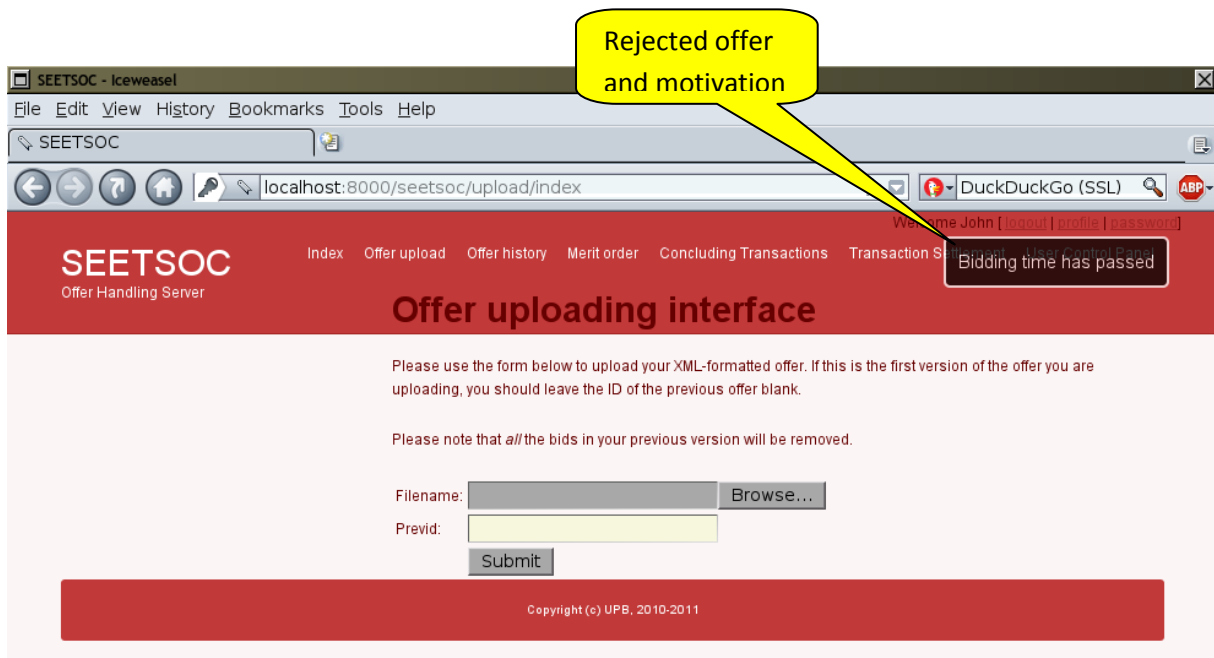 Rejected offer
and motivation
SEETSOC - Iceweasel
File Edit View History Bookmarks Tools Help
SEETSOC
localhost:8000/seetsoc/upload/index
DuckDuckGo (SSL)
ABP
Welcome John [ logout | profile | password]
SEETSOC
Offer Handling Server
Index Offer upload Offer history Merit order Concluding Transactions Transaction Settlement User Control Panel
Bidding time has passed
Offer uploading interface
Please use the form below to upload your XML-formatted offer. If this is the first version of the offer you are
uploading, you should leave the ID of the previous offer blank.
Please note that all the bids in your previous version will be removed.
Filename: Browse...
Previd:
Submit
Copyright (c) UPB, 2010-2011